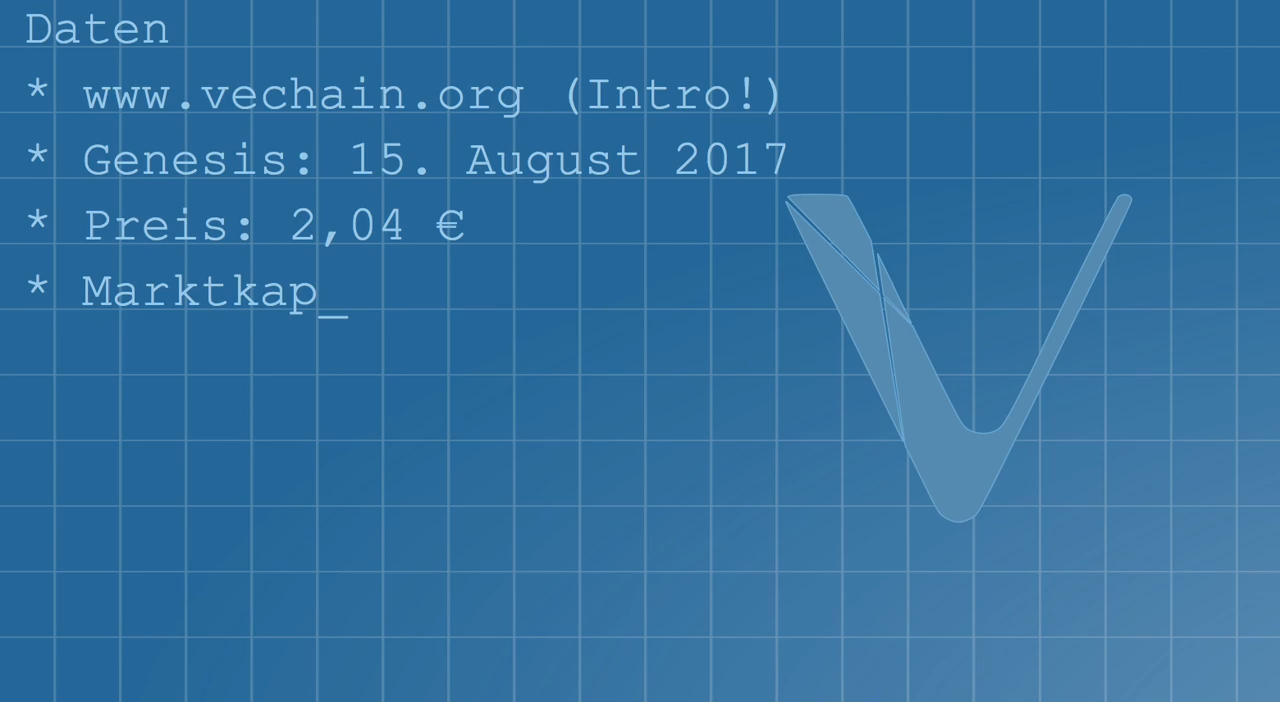 Daten
* www.vechain.org (Intro!)
* Genesis: 15. August 2017
* Preis: 2,04 €
* Marktkap_